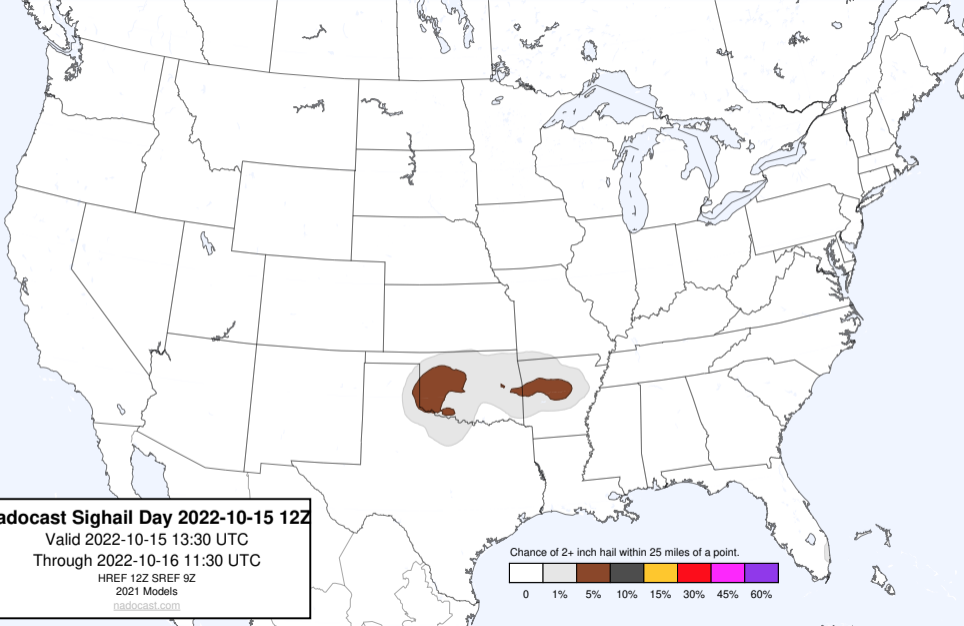 adocast Sighail Day 2022-10-15 12Z
Valid 2022-10-15 13:30 UTC
Through 2022-10-16 11:30 UTC
HREF 12Z SREF 9Z
2021 Models
nadocast.com
Chance of 2+ inch hail within 25 miles of a point.
0 1% 5% 10% 15% 30% 45% 60%